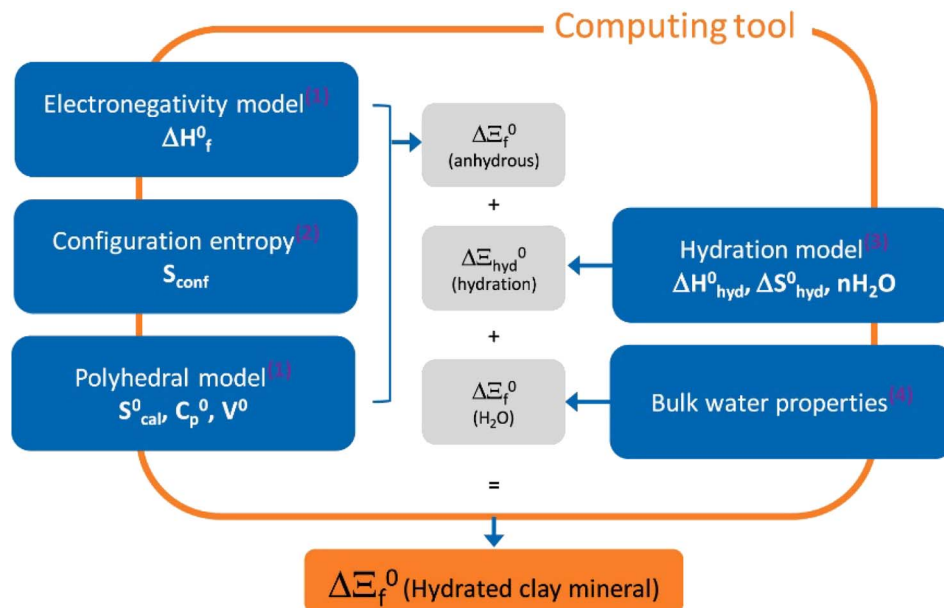 Computing tool
Electronegativity model(1)
ΔH⁰f
Configuration entropy(2)
Sconf
Polyhedral model(1)
S⁰cal, Cp⁰, V⁰
ΔΞf⁰
(anhydrous)
+
ΔΞhyd⁰
(hydration)
+
ΔΞf⁰
(H₂O)
=
Hydration model(3)
ΔH⁰hyd, ΔS⁰hyd, nH₂O
Bulk water properties(4)
ΔΞf⁰ (Hydrated clay mineral)